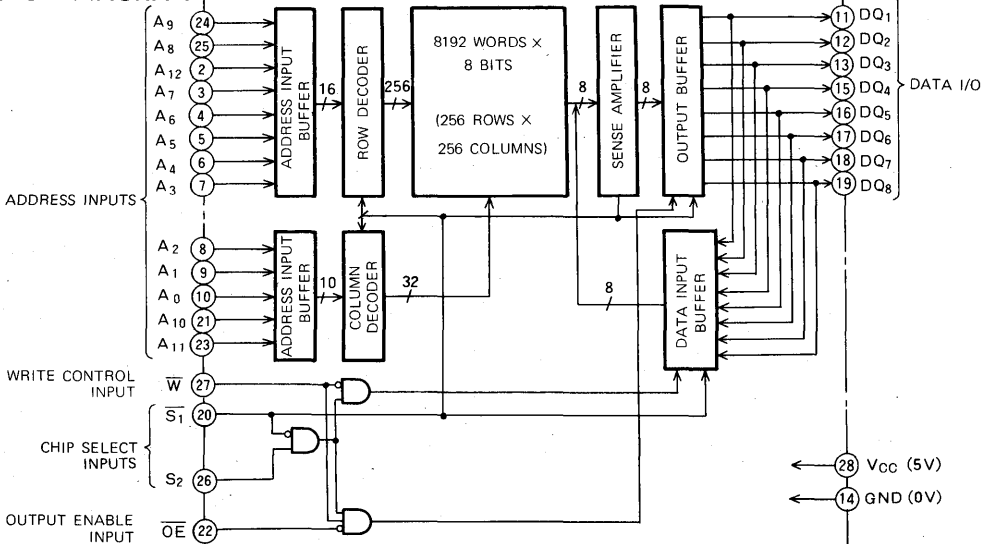 A9 24
A8 25
A12 2
A7 3
A6 4
A5 5
A4 6
A3 7
ADDRESS INPUTS
A2 8
A1 9
A0 10
A10 21
A11 23
ADDRESS INPUT
BUFFER
16
ROW DECODER
256
8192 WORDS ×
8 BITS
(256 ROWS ×
256 COLUMNS)
8
SENSE AMPLIFIER
8
OUTPUT BUFFER
11 DQ1
12 DQ2
13 DQ3
15 DQ4
16 DQ5
17 DQ6
18 DQ7
19 DQ8
DATA I/O
ADDRESS INPUT
BUFFER
10
COLUMN
DECODER
32
8
DATA INPUT
BUFFER
WRITE CONTROL
INPUT
W̅ 27
S̅1̅ 20
CHIP SELECT
INPUTS
S2 26
OUTPUT ENABLE
INPUT
O̅E̅ 22
28 VCC (5V)
14 GND (0V)